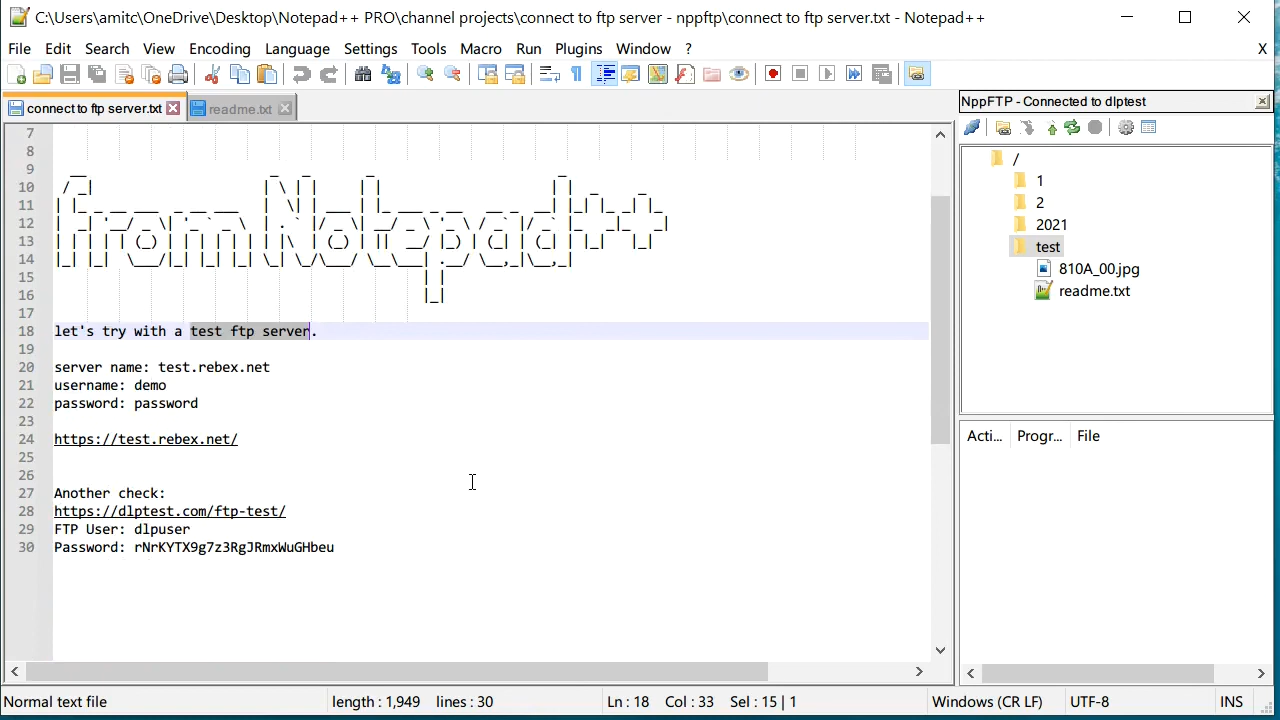 C:\Users\amitc\OneDrive\Desktop\Notepad++ PRO\channel projects\connect to ftp server - nppftp\connect to ftp server.txt - Notepad++
File Edit Search View Encoding Language Settings Tools Macro Run Plugins Window ? X
connect to ftp server.txt readme.txt
NppFTP - Connected to dlptest
7
8
9
10
11
12
13
14
15
16
17
from Notepad++
18 let's try with a test ftp server.
19
20 server name: test.rebex.net
21 username: demo
22 password: password
23
24 https://test.rebex.net/
25
26
27 Another check:
28 https://dlptest.com/ftp-test/
29 FTP User: dlpuser
30 Password: rNrKYTX9g7z3RgJRmxWuGHbeu
/
1
2
2021
test
810A_00.jpg
readme.txt
Acti... Progr... File
Normal text file length : 1,949 lines : 30 Ln : 18 Col : 33 Sel : 15 | 1 Windows (CR LF) UTF-8 INS